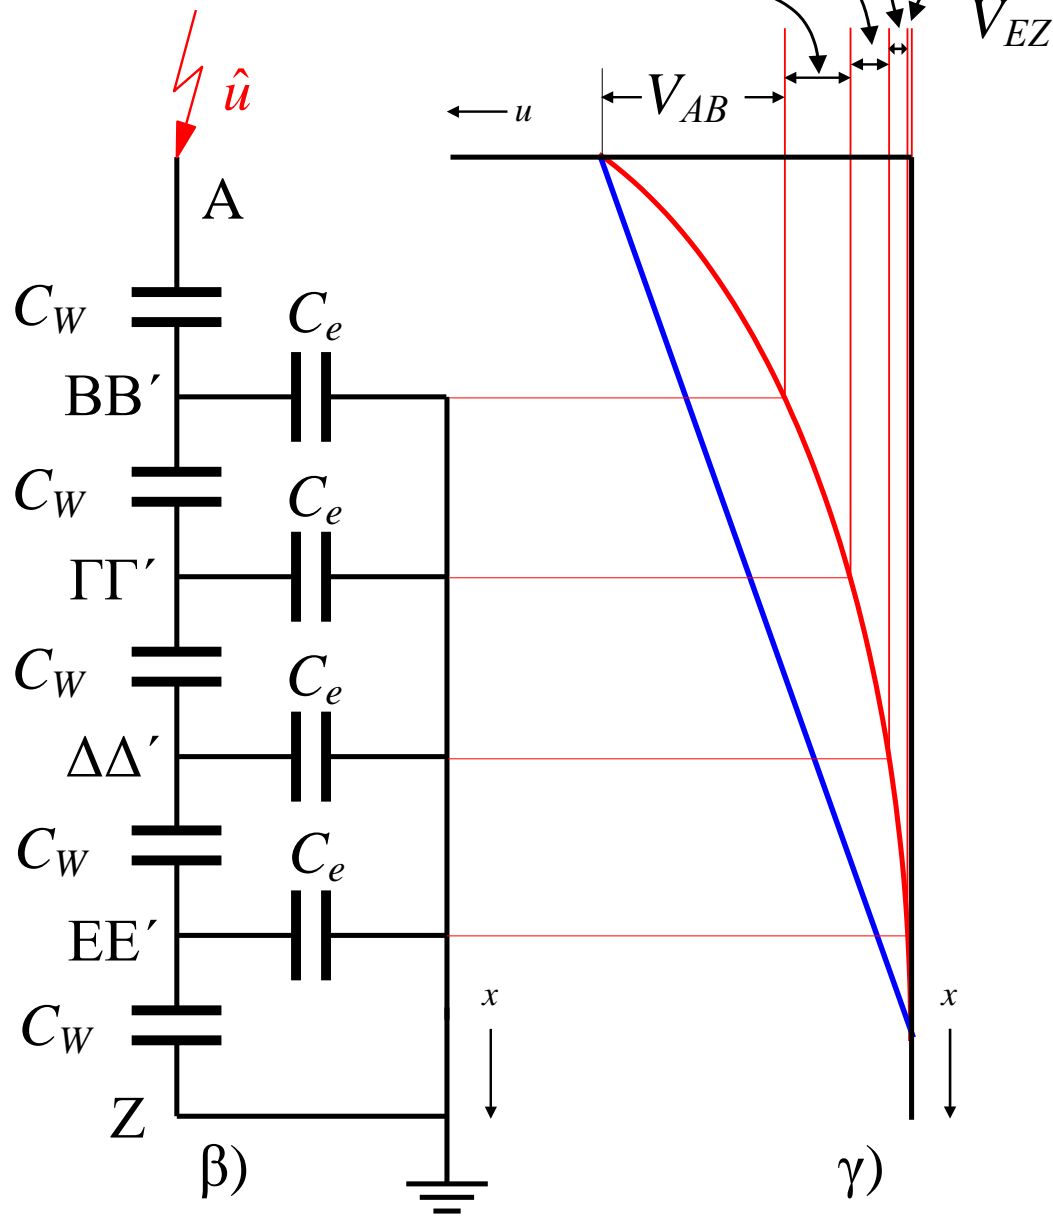 V_EZ
û
V_AB
u
A
C_W
C_e
BB´
C_W
C_e
ΓΓ´
C_W
C_e
ΔΔ´
C_W
C_e
EE´
x
x
C_W
Z
β)
γ)